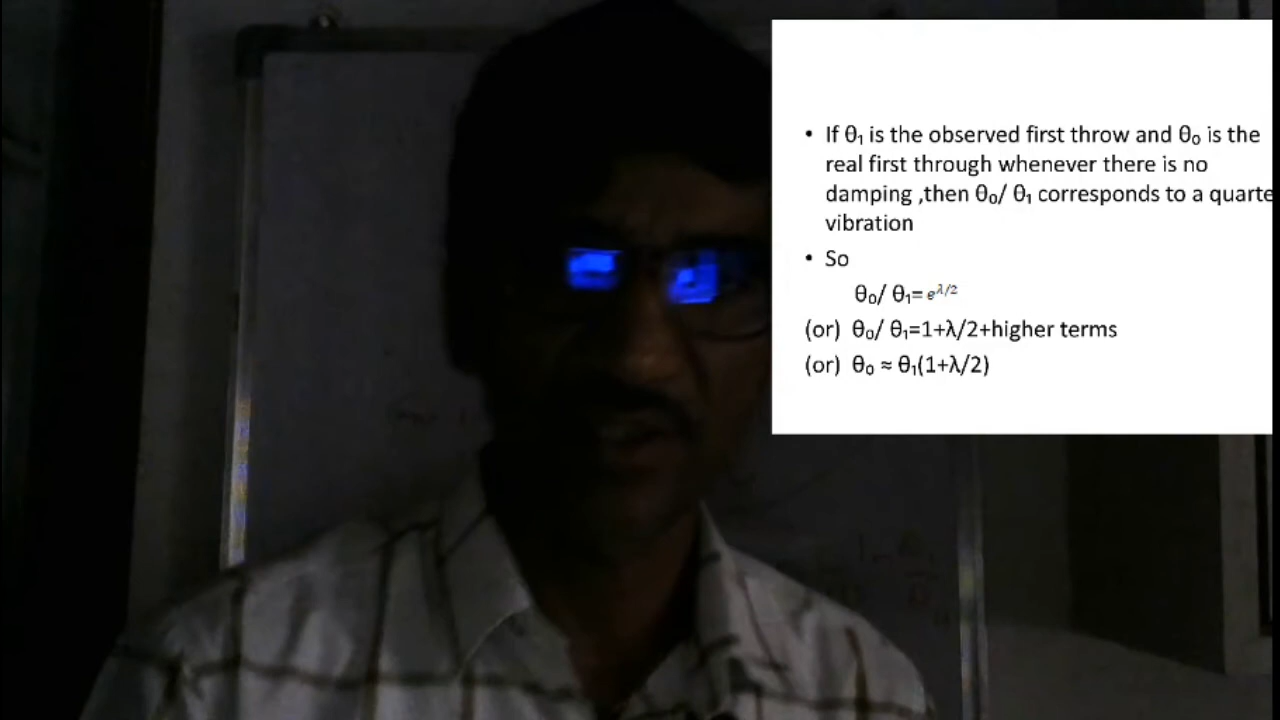 • If θ₁ is the observed first throw and θ₀ is the
real first through whenever there is no
damping ,then θ₀/ θ₁ corresponds to a quarte
vibration
• So
θ₀/ θ₁= e^λ/2
(or) θ₀/ θ₁=1+λ/2+higher terms
(or) θ₀ ≈ θ₁(1+λ/2)